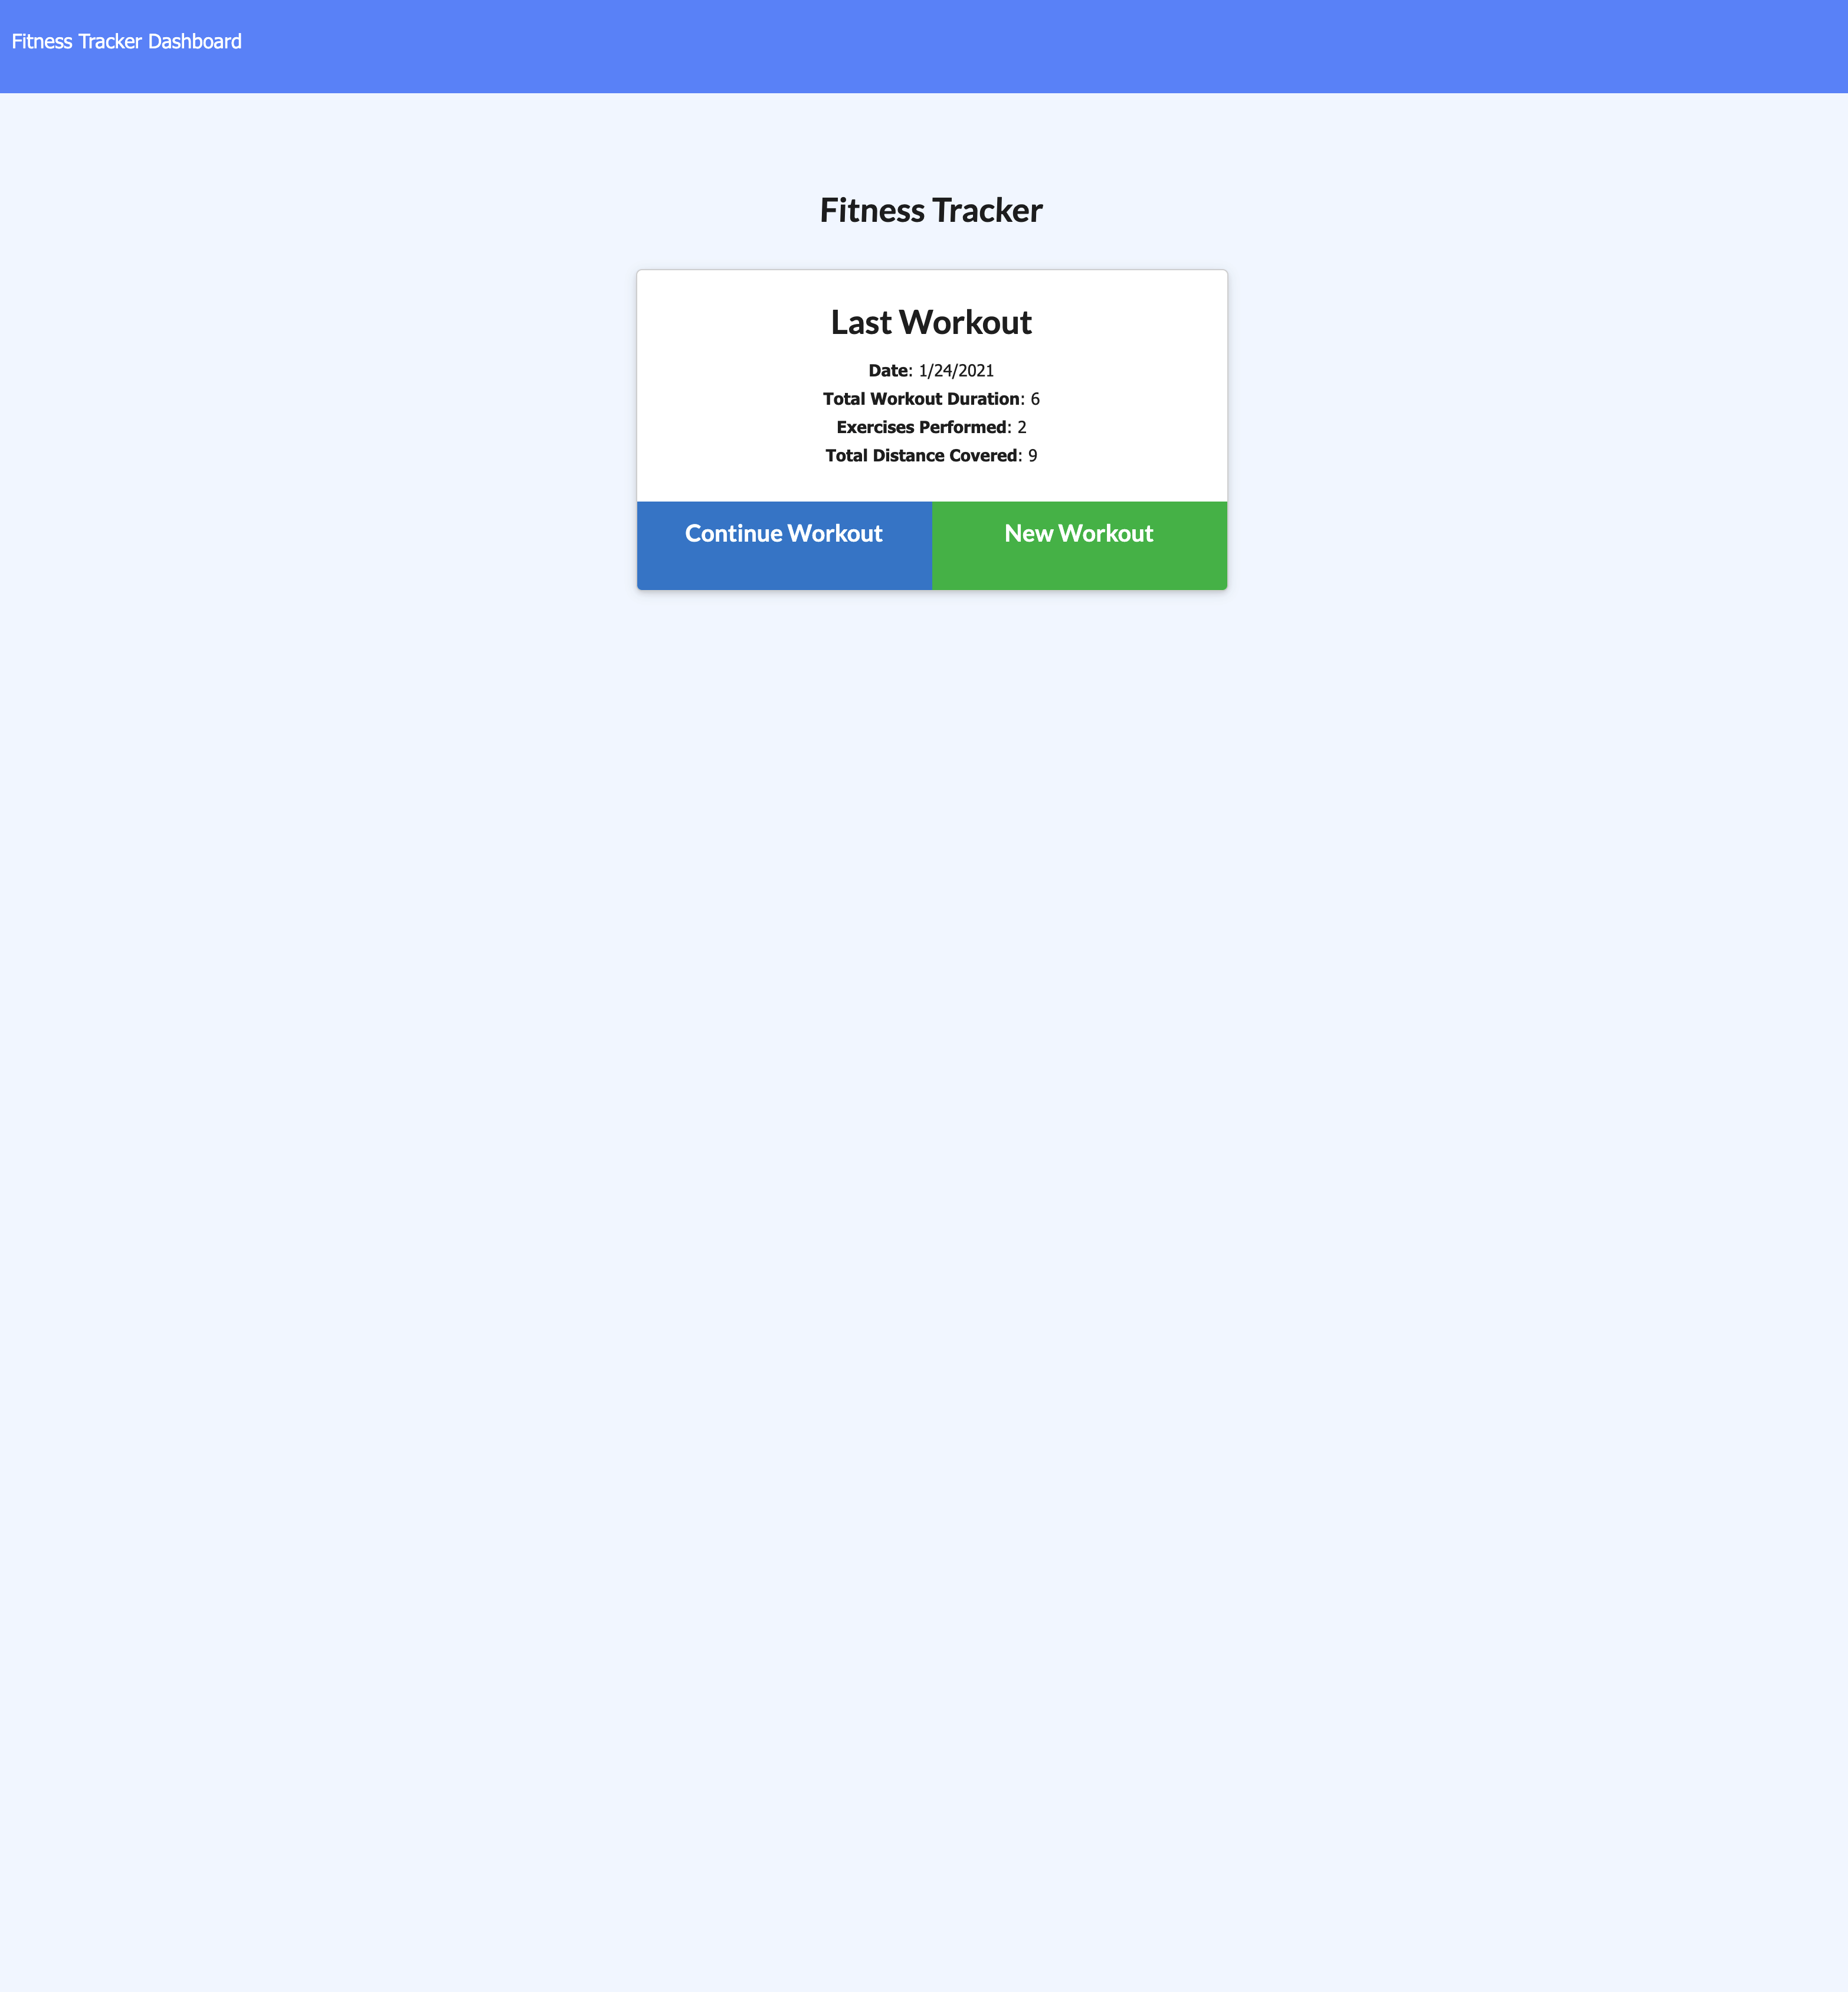 Fitness Tracker Dashboard
Fitness Tracker
Last Workout
Date: 1/24/2021
Total Workout Duration: 6
Exercises Performed: 2
Total Distance Covered: 9
Continue Workout New Workout